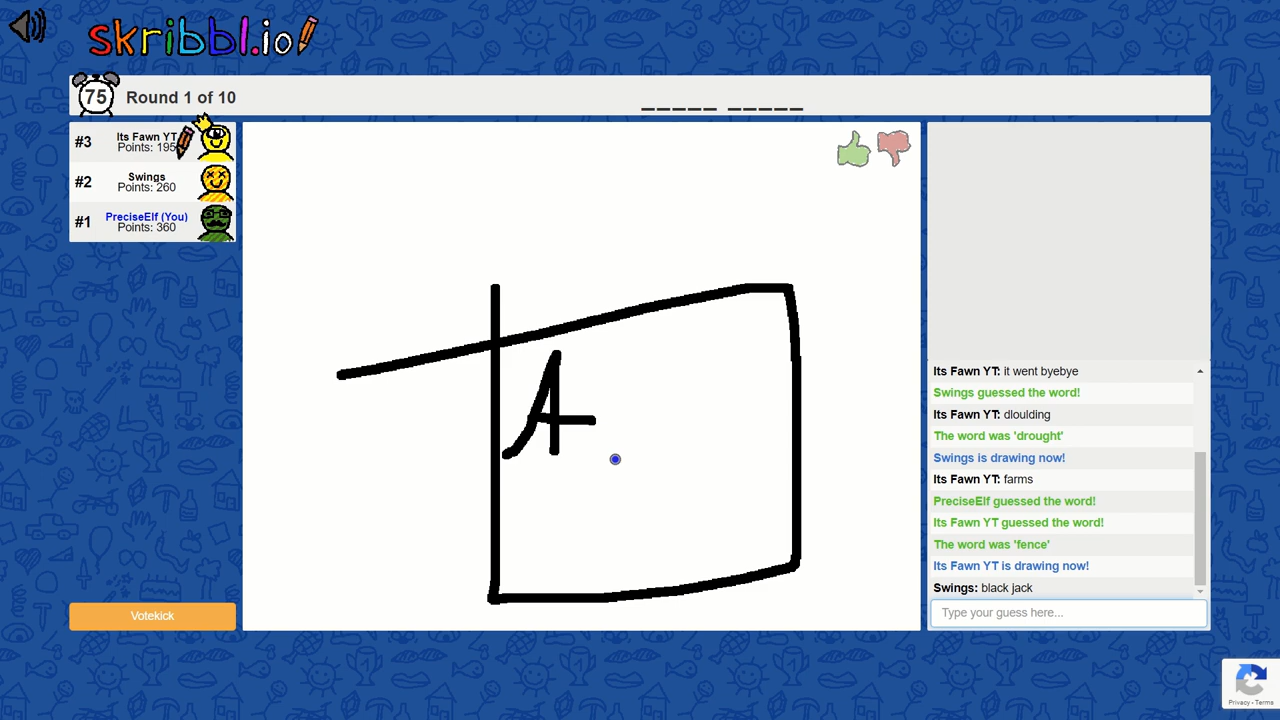 skribbl.io
75
Round 1 of 10
_____ _____
#3
Its Fawn YT
Points: 195
#2
Swings
Points: 260
#1
PreciseElf (You)
Points: 360
A
Its Fawn YT: it went byebye
Swings guessed the word!
Its Fawn YT: dloulding
The word was 'drought'
Swings is drawing now!
Its Fawn YT: farms
PreciseElf guessed the word!
Its Fawn YT guessed the word!
The word was 'fence'
Its Fawn YT is drawing now!
Swings: black jack
Type your guess here...
Votekick
Privacy - Terms